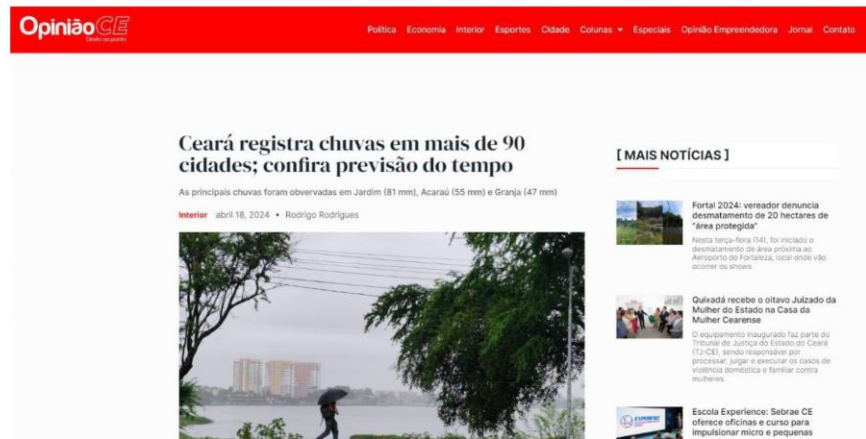 OpiniãoCE
Direto ao ponto
Política Economia Interior Esportes Cidade Colunas Especiais Opinião Empreendedora Jornal Contato
Ceará registra chuvas em mais de 90
cidades; confira previsão do tempo
As principais chuvas foram obvervadas em Jardim (81 mm), Acaraú (55 mm) e Granja (47 mm)
Interior abril 18, 2024 • Rodrigo Rodrigues
[ MAIS NOTÍCIAS ]
Fortal 2024: vereador denuncia
desmatamento de 20 hectares de
"área protegida"
Nesta terça-feira (14), foi iniciado o
desmatamento de área próxima ao
Aeroporto de Fortaleza, local onde vão
ocorrer os shows
Quixadá recebe o oitavo Juizado da
Mulher do Estado na Casa da
Mulher Cearense
O equipamento inaugurado faz parte do
Tribunal de Justiça do Estado do Ceará
(TJ-CE), sendo responsável por
processar, julgar e executar os casos de
violência doméstica e familiar contra
mulheres
Escola Experience: Sebrae CE
oferece oficinas e curso para
impulsionar micro e pequenas